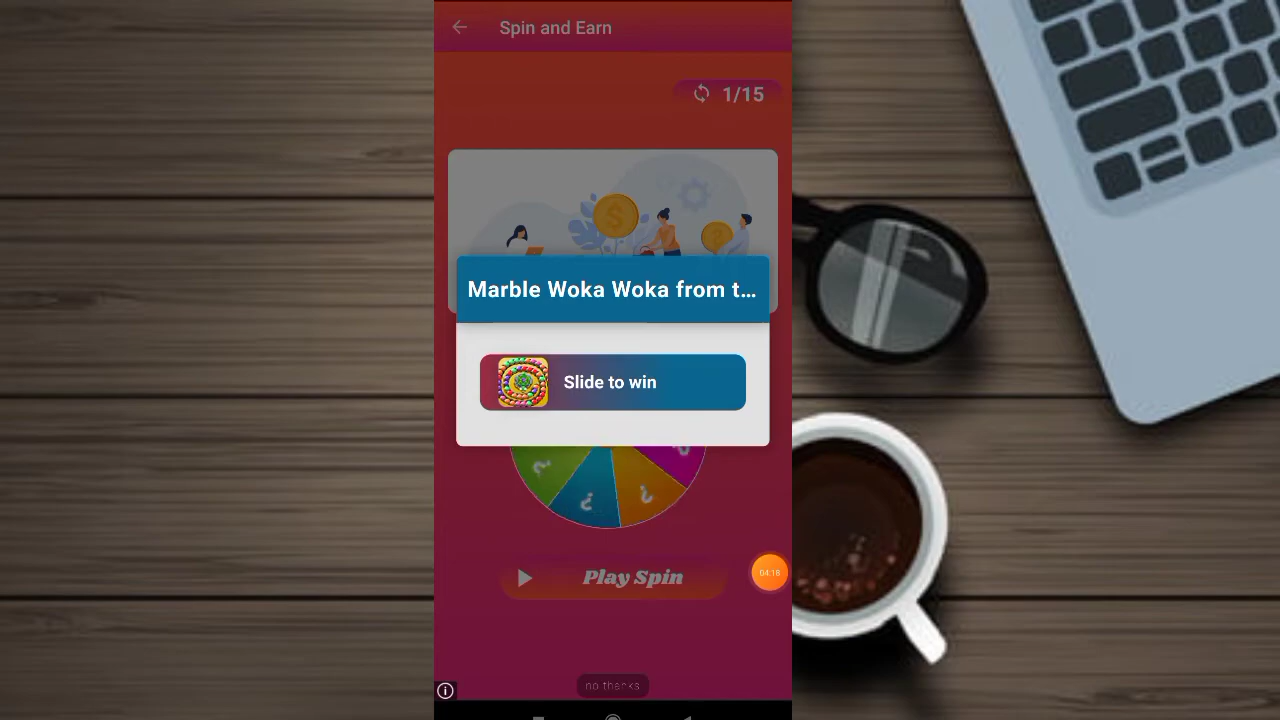 Spin and Earn
1/15
Marble Woka Woka from t...
Slide to win
Play Spin
04:18
no thanks